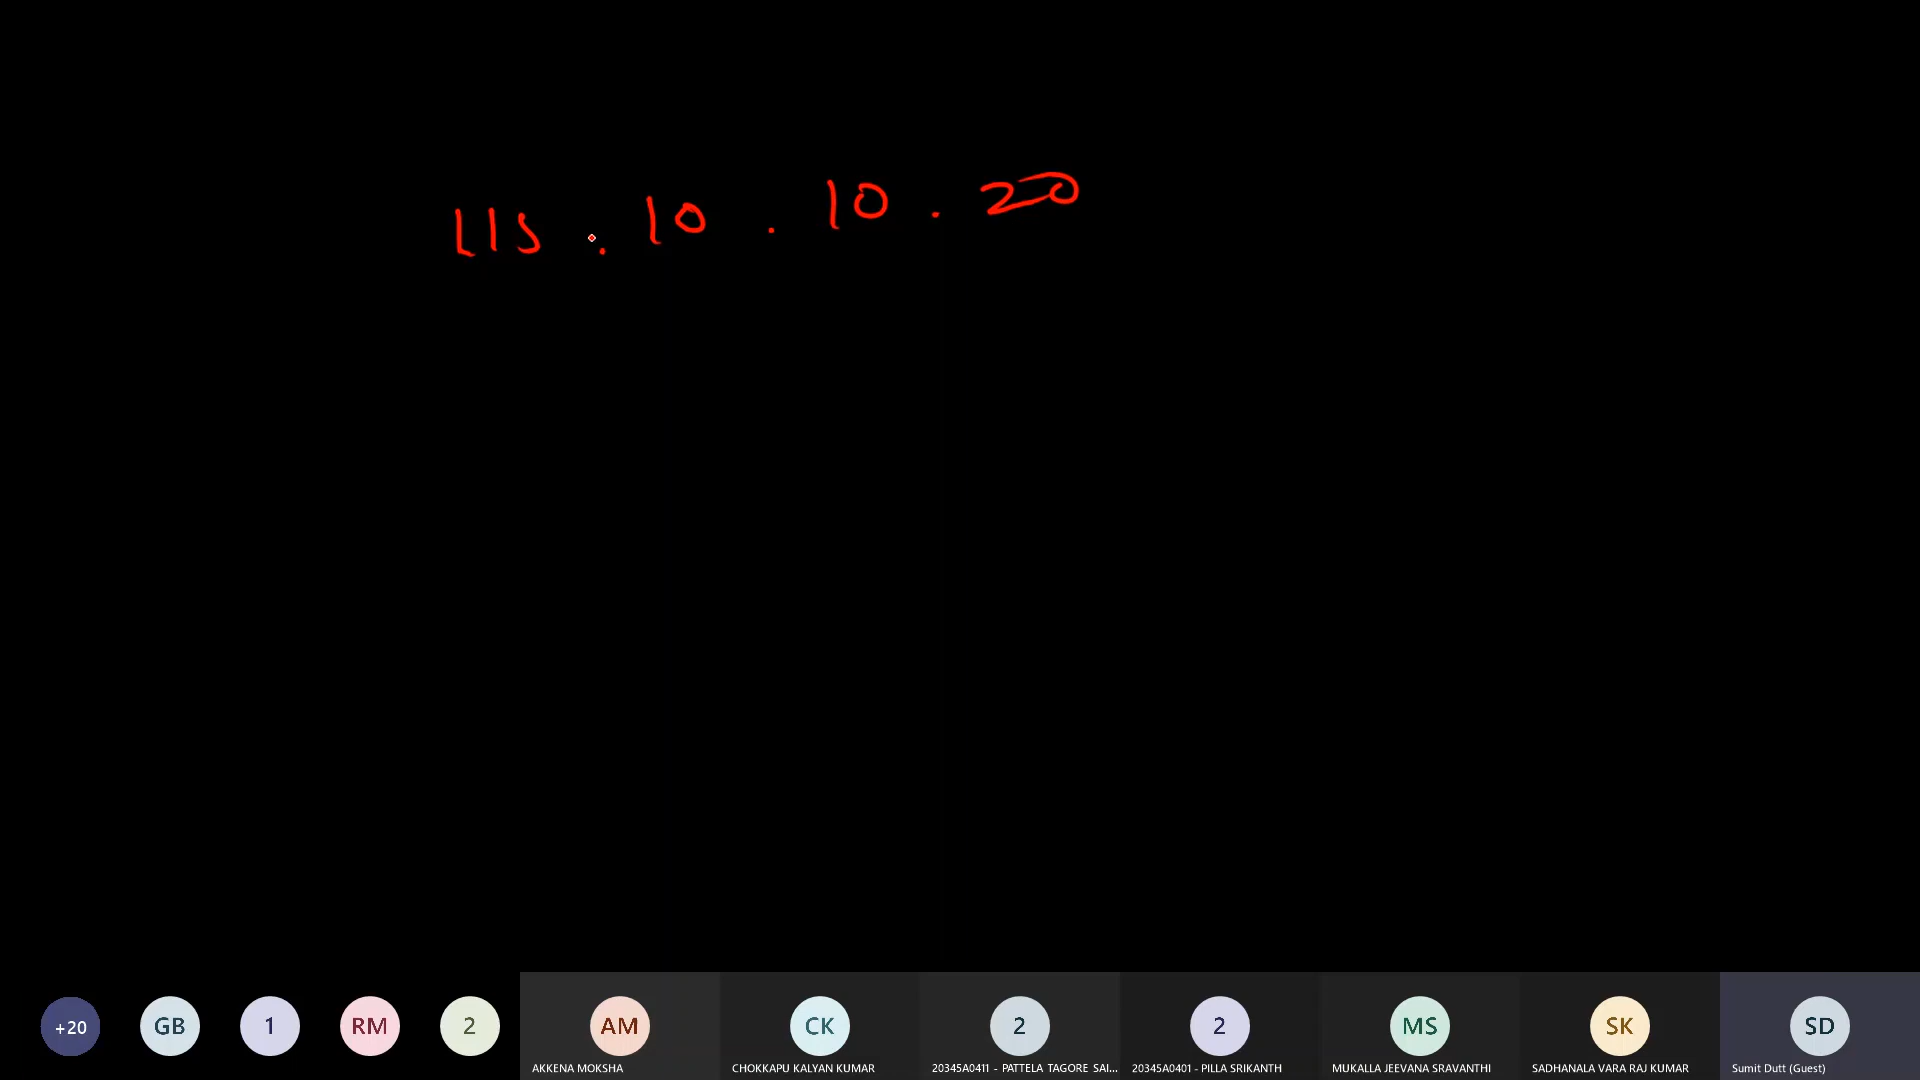 115 . 10 . 10 . 20
+20 GB 1 RM 2 AM CK 2 2 MS SK SD
AKKENA MOKSHA CHOKKAPU KALYAN KUMAR 20345A0411 - PATTELA TAGORE SAI... 20345A0401 - PILLA SRIKANTH MUKALLA JEEVANA SRAVANTHI SADHANALA VARA RAJ KUMAR Sumit Dutt (Guest)